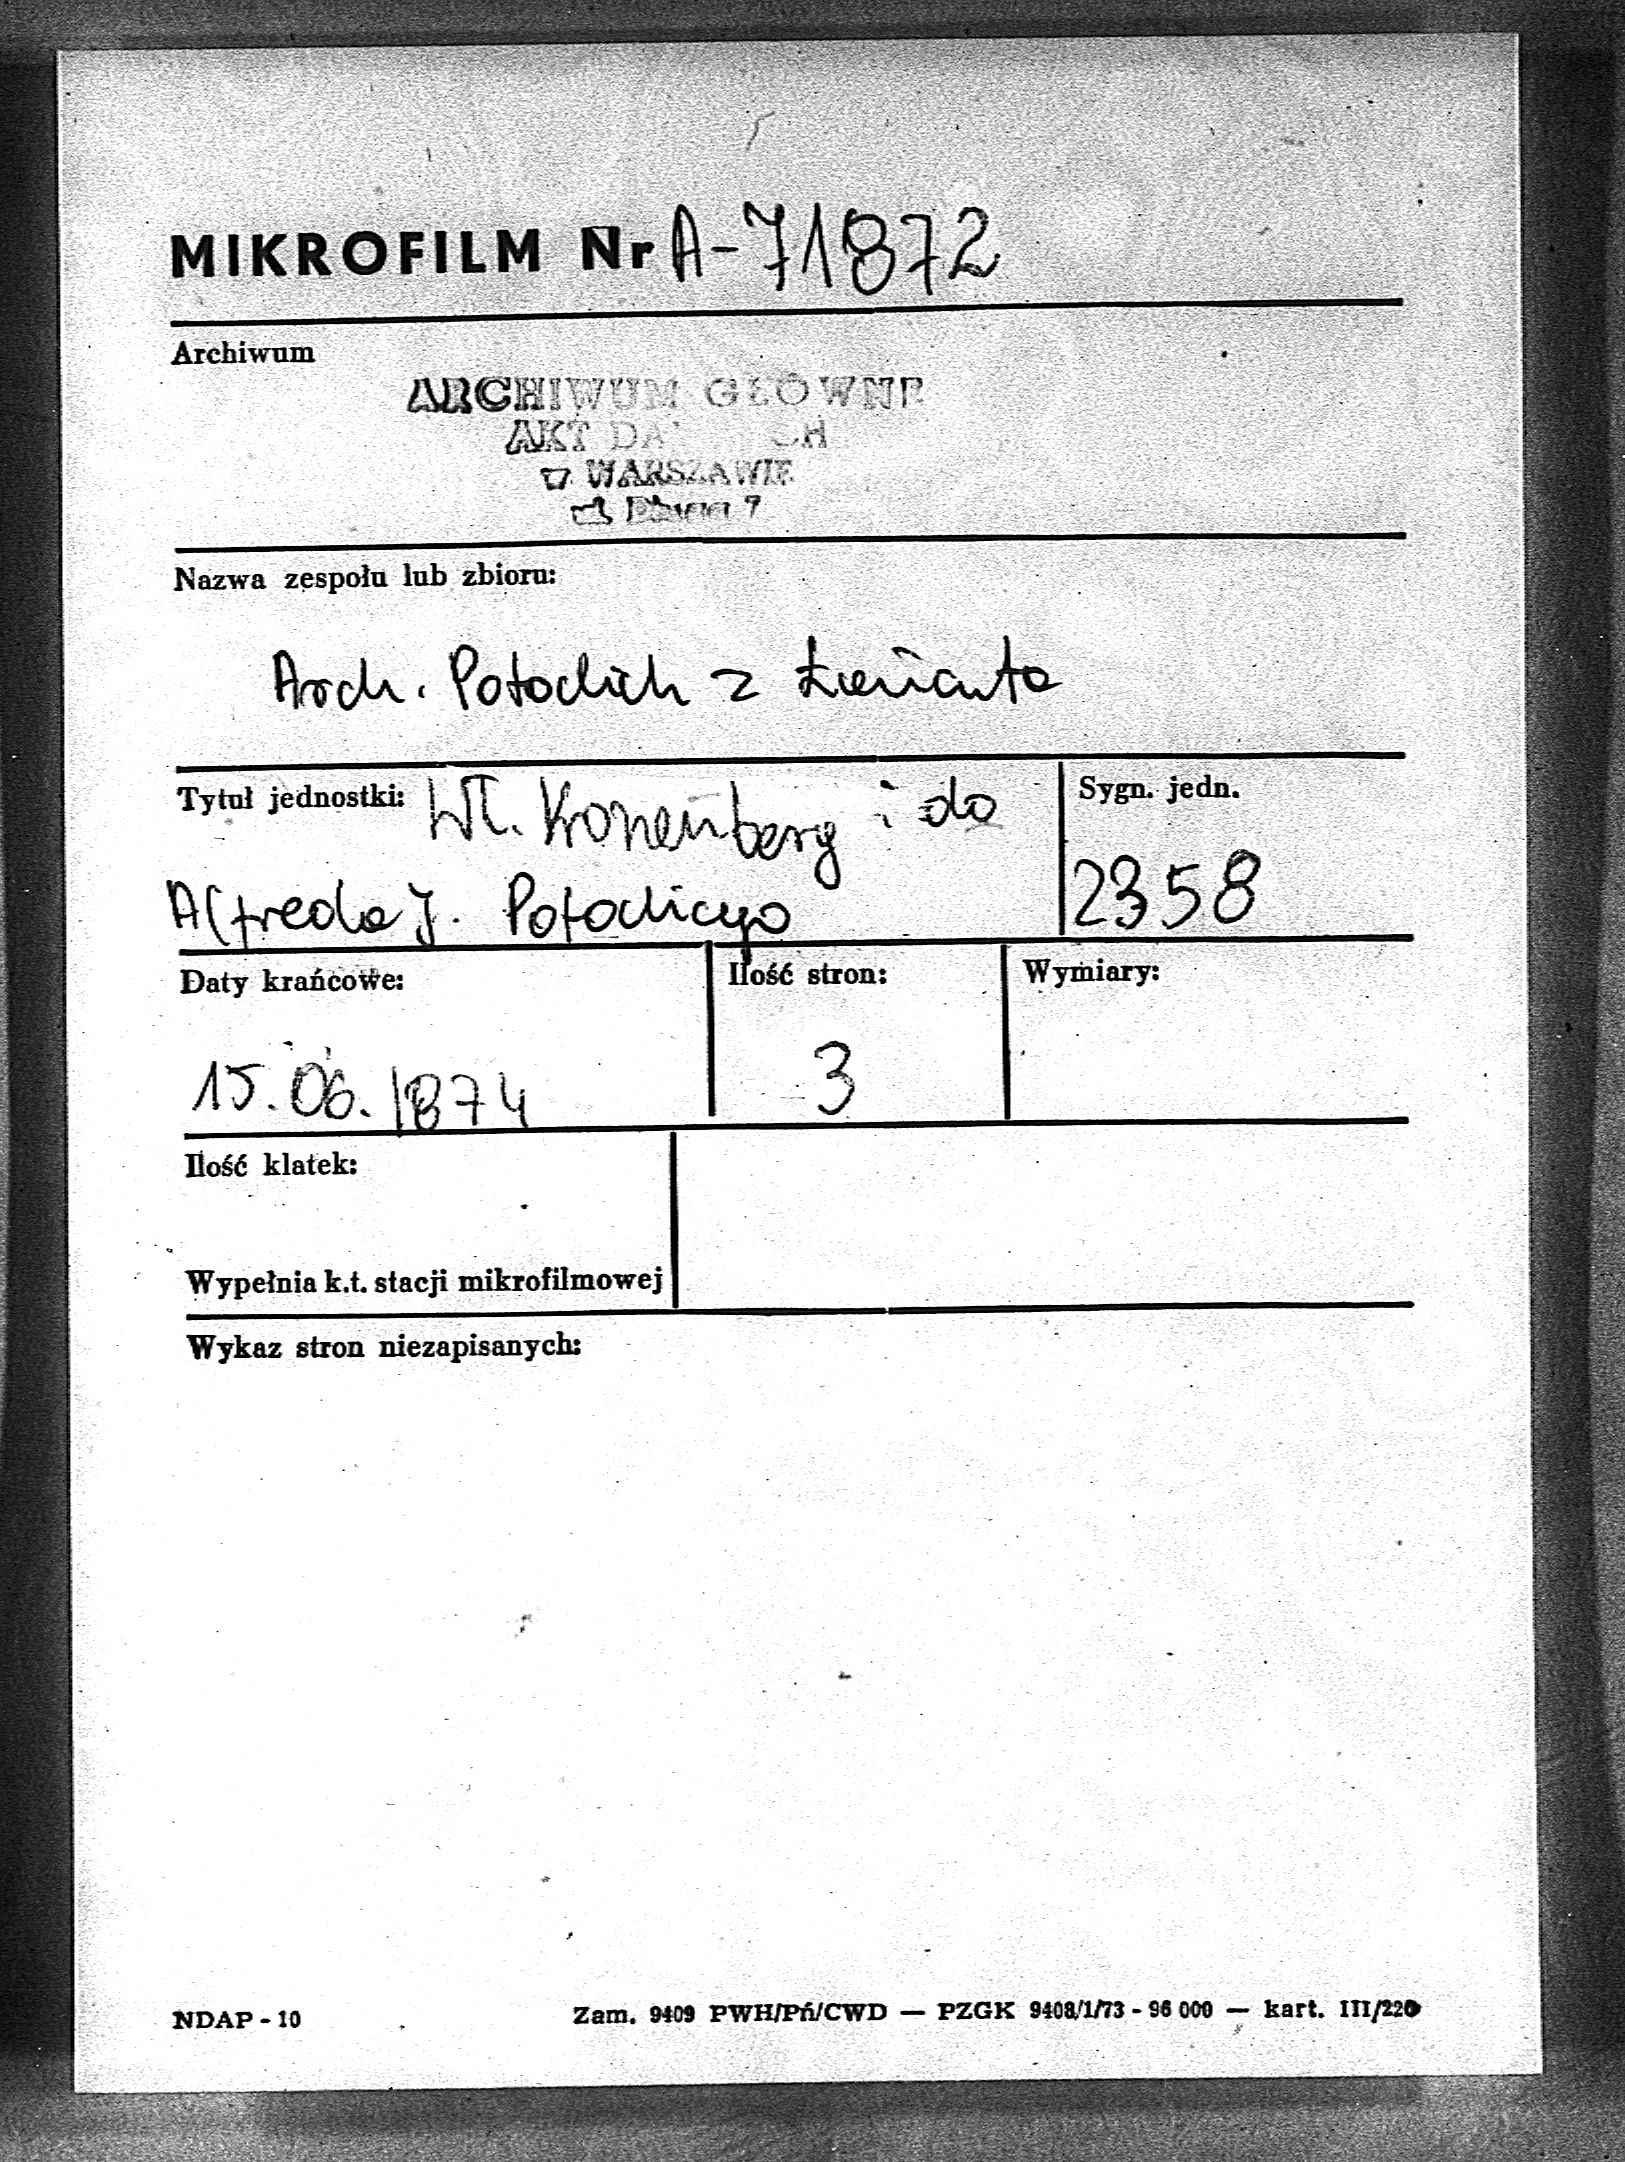 MIKROFILM Nr A-71872
Archiwum
ARCHIWUM GŁÓWNE
AKT DA CH
W WARSZAWIE
Długa 7
Nazwa zespołu lub zbioru:
Arch. Potockich z Łańcuta
Tytuł jednostki: Wł. Kronenberg i do
Sygn. jedn.
Alfreda J. Potockiego
2358
Daty krańcowe: Ilość stron: Wymiary:
15.06.1874 3
Ilość klatek:
Wypełnia k.t. stacji mikrofilmowej
Wykaz stron niezapisanych:
NDAP - 10 Zam. 9409 PWH/Pń/CWD — PZGK 9408/1/73 - 96 000 — kart. III/220